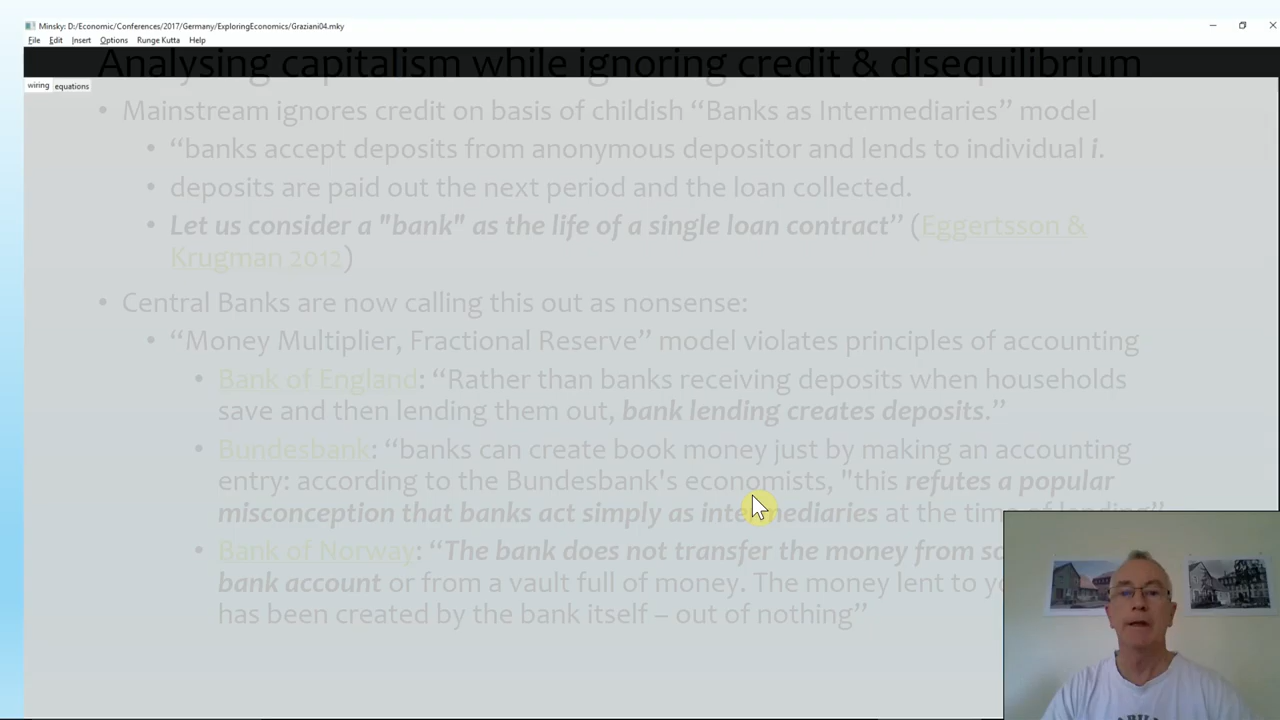 Minsky: D:/Economic/Conferences/2017/Germany/ExploringEconomics/Graziani04.mky
File Edit Insert Options Runge Kutta Help
Analysing capitalism while ignoring credit & disequilibrium
wiring equations
• Mainstream ignores credit on basis of childish “Banks as Intermediaries” model
• “banks accept deposits from anonymous depositor and lends to individual i.
• deposits are paid out the next period and the loan collected.
• Let us consider a "bank" as the life of a single loan contract” (Eggertsson &
Krugman 2012)
• Central Banks are now calling this out as nonsense:
• “Money Multiplier, Fractional Reserve” model violates principles of accounting
• Bank of England: “Rather than banks receiving deposits when households
save and then lending them out, bank lending creates deposits.”
• Bundesbank: “banks can create book money just by making an accounting
entry: according to the Bundesbank's economists, "this refutes a popular
misconception that banks act simply as intermediaries at the time of lending”
• Bank of Norway: “The bank does not transfer the money from
bank account or from a vault full of money. The money lent to
has been created by the bank itself – out of nothing”